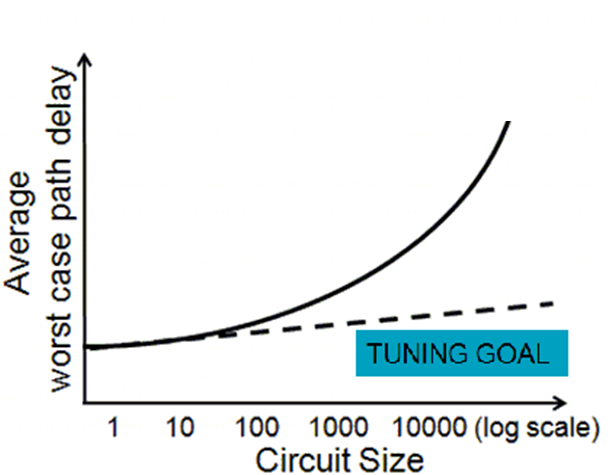 Average
worst case path delay
TUNING GOAL
1 10 100 1000 10000 (log scale)
Circuit Size